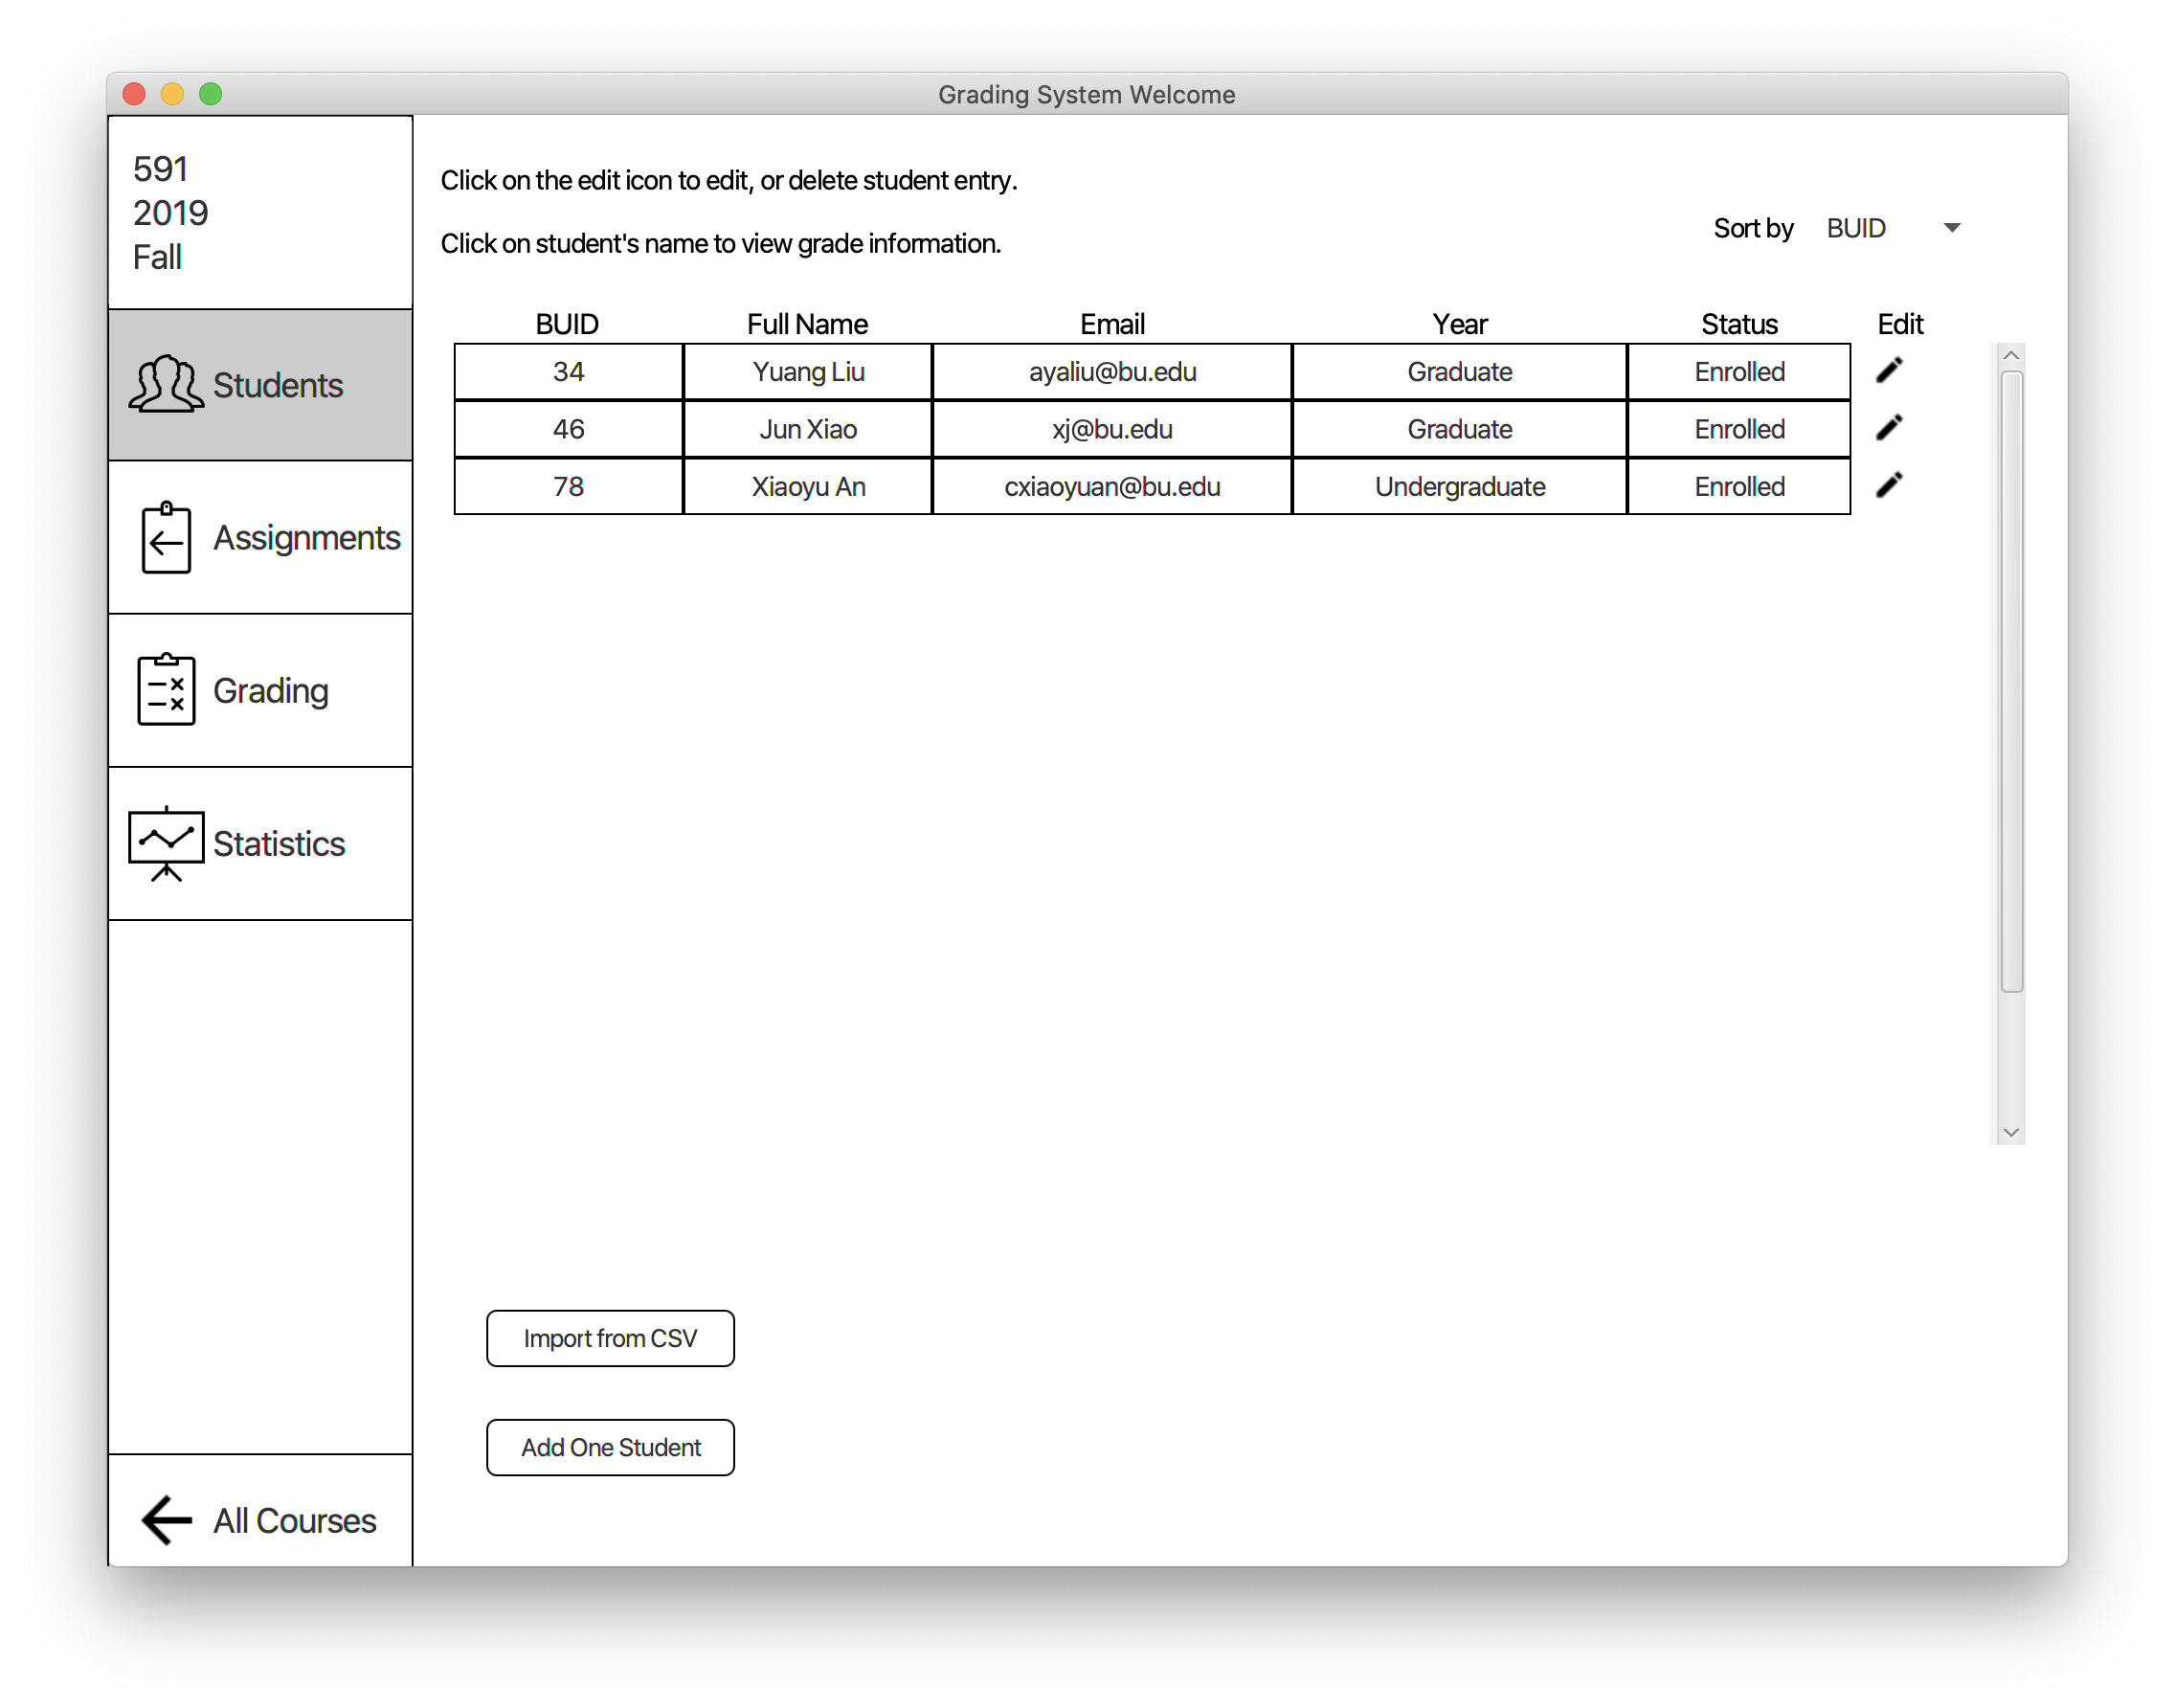 Grading System Welcome
591
2019
Fall
Students
Assignments
Grading
Statistics
All Courses
Click on the edit icon to edit, or delete student entry.
Click on student's name to view grade information.
Sort by BUID
BUID Full Name Email Year Status Edit
34 Yuang Liu ayaliu@bu.edu Graduate Enrolled
46 Jun Xiao xj@bu.edu Graduate Enrolled
78 Xiaoyu An cxiaoyuan@bu.edu Undergraduate Enrolled
Import from CSV
Add One Student